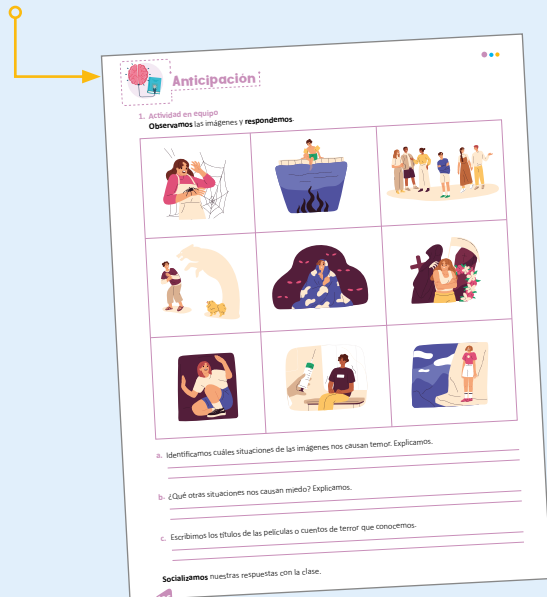 Anticipación
1. Actividad en equipo
Observamos las imágenes y respondemos.
a. Identificamos cuáles situaciones de las imágenes nos causan temor. Explicamos.
b. ¿Qué otras situaciones nos causan miedo? Explicamos.
c. Escribimos los títulos de las películas o cuentos de terror que conocemos.
Socializamos nuestras respuestas con la clase.